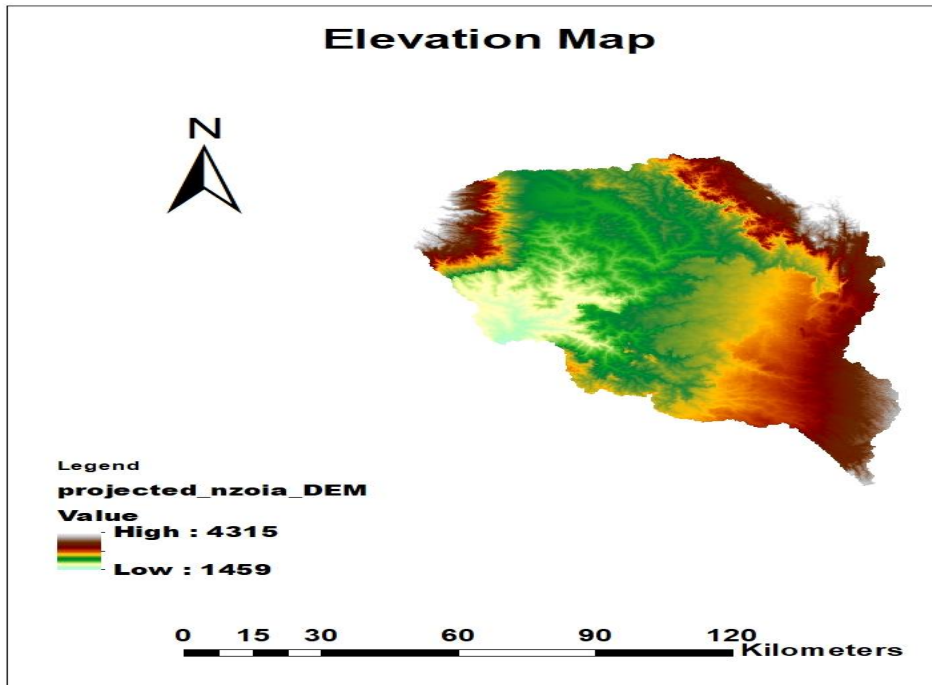 Elevation Map
N
Legend
projected_nzoia_DEM
Value
High : 4315
Low : 1459
0 15 30 60 90 120
Kilometers